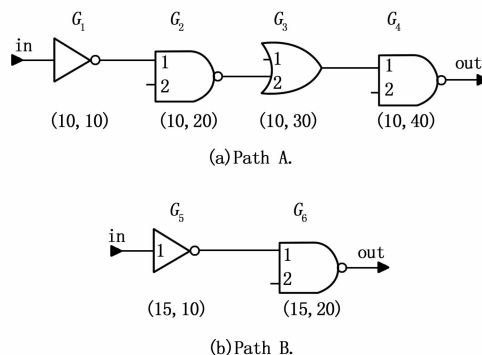 G1 G2 G3 G4
in 1 2 1 2 1 2 out
(10, 10) (10, 20) (10, 30) (10, 40)
(a)Path A.
G5 G6
in 1 1 2 out
(15, 10) (15, 20)
(b)Path B.